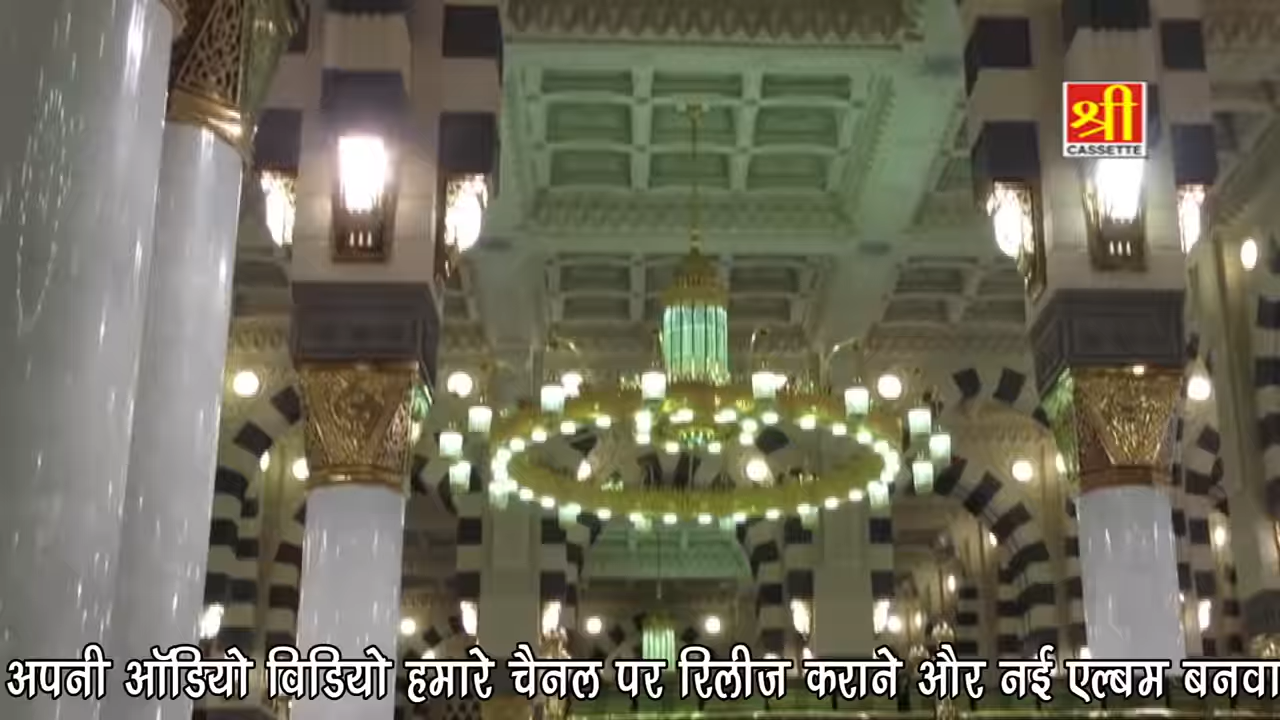 श्री
CASSETTE
अपनी ऑडियो विडियो हमारे चैनल पर रिलीज कराने और नई एल्बम बनवा